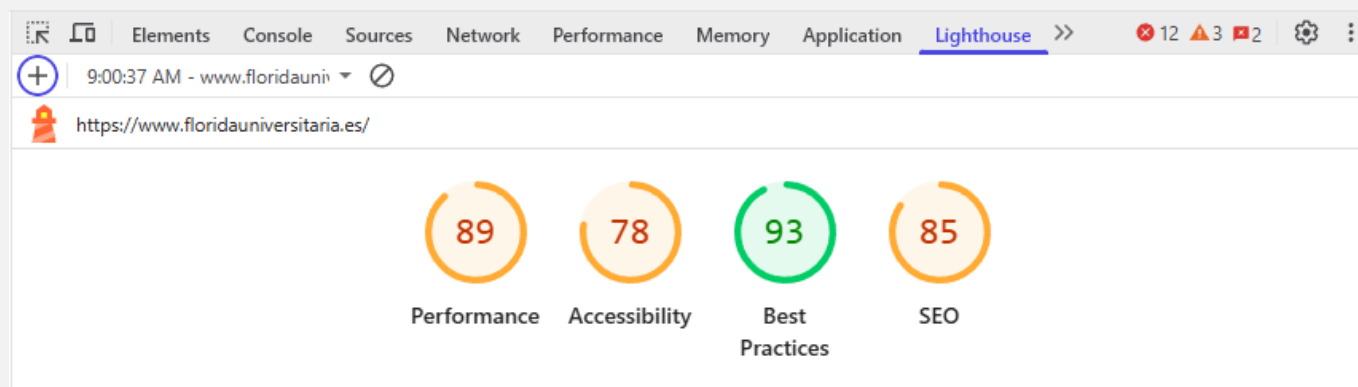 Elements Console Sources Network Performance Memory Application Lighthouse 12 3 2
9:00:37 AM - www.floridauni
https://www.floridauniversitaria.es/
89 78 93 85
Performance Accessibility Best Practices SEO